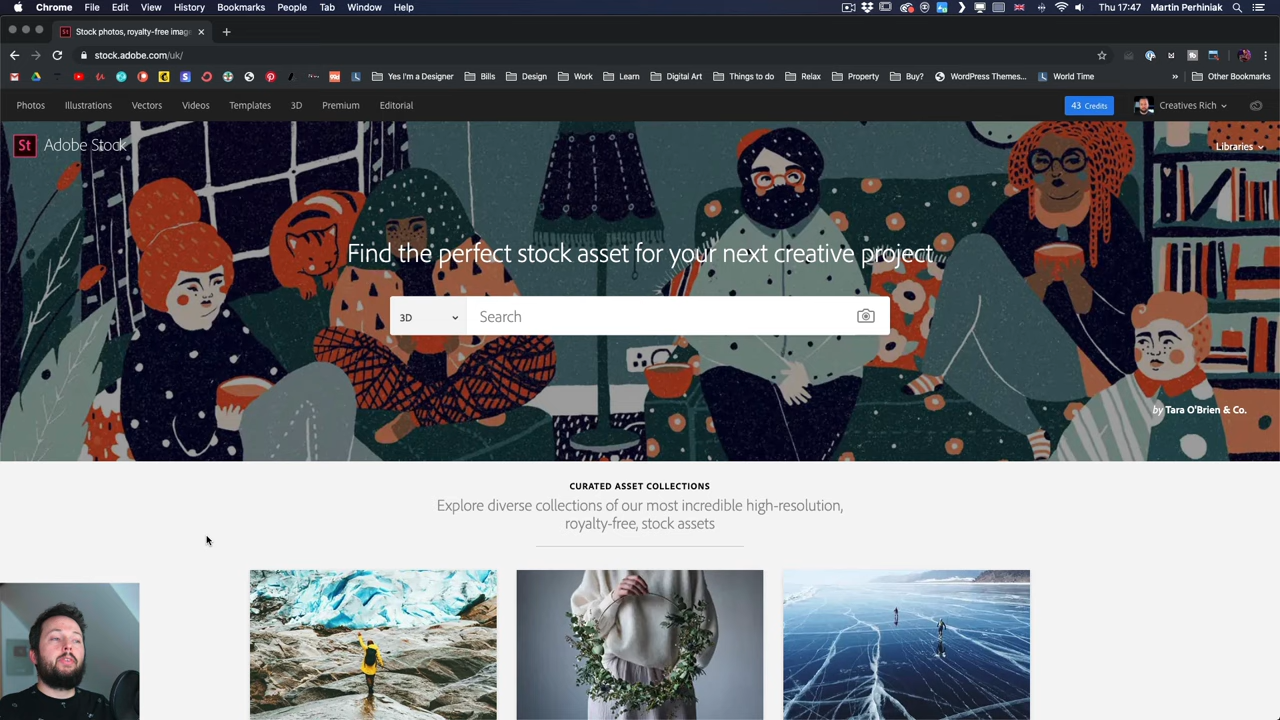 Chrome File Edit View History Bookmarks People Tab Window Help Thu 17:47 Martin Perhiniak
St Stock photos, royalty-free imag
stock.adobe.com/uk/
Yes I'm a Designer Bills Design Work Learn Digital Art Things to do Relax Property Buy? WordPress Themes... World Time » Other Bookmarks
Photos Illustrations Vectors Videos Templates 3D Premium Editorial 43 Credits Creatives Rich
St Adobe Stock Libraries
Find the perfect stock asset for your next creative project
3D Search
by Tara O'Brien & Co.
CURATED ASSET COLLECTIONS
Explore diverse collections of our most incredible high-resolution,
royalty-free, stock assets